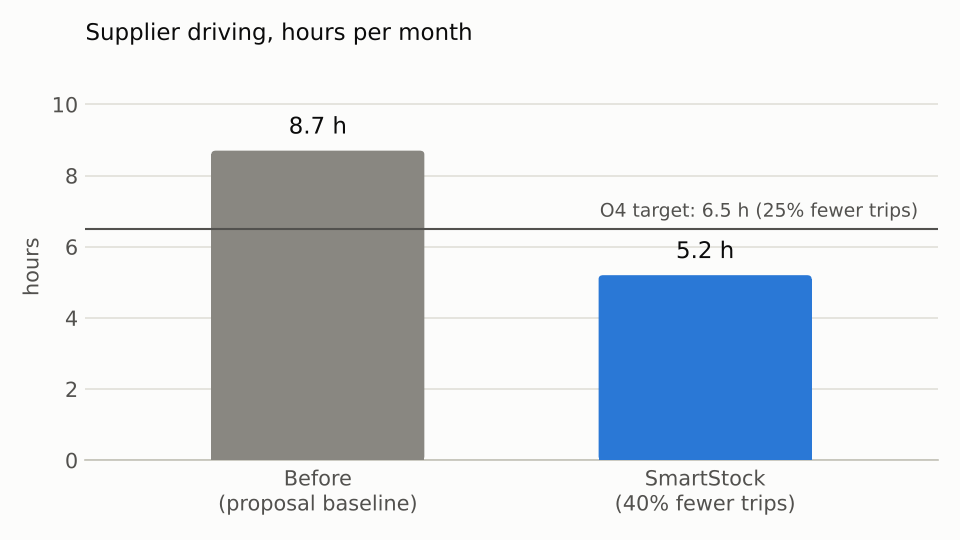 Supplier driving, hours per month
10
8.7 h
8
O4 target: 6.5 h (25% fewer trips)
6
5.2 h
hours
4
2
0
Before
(proposal baseline)
SmartStock
(40% fewer trips)